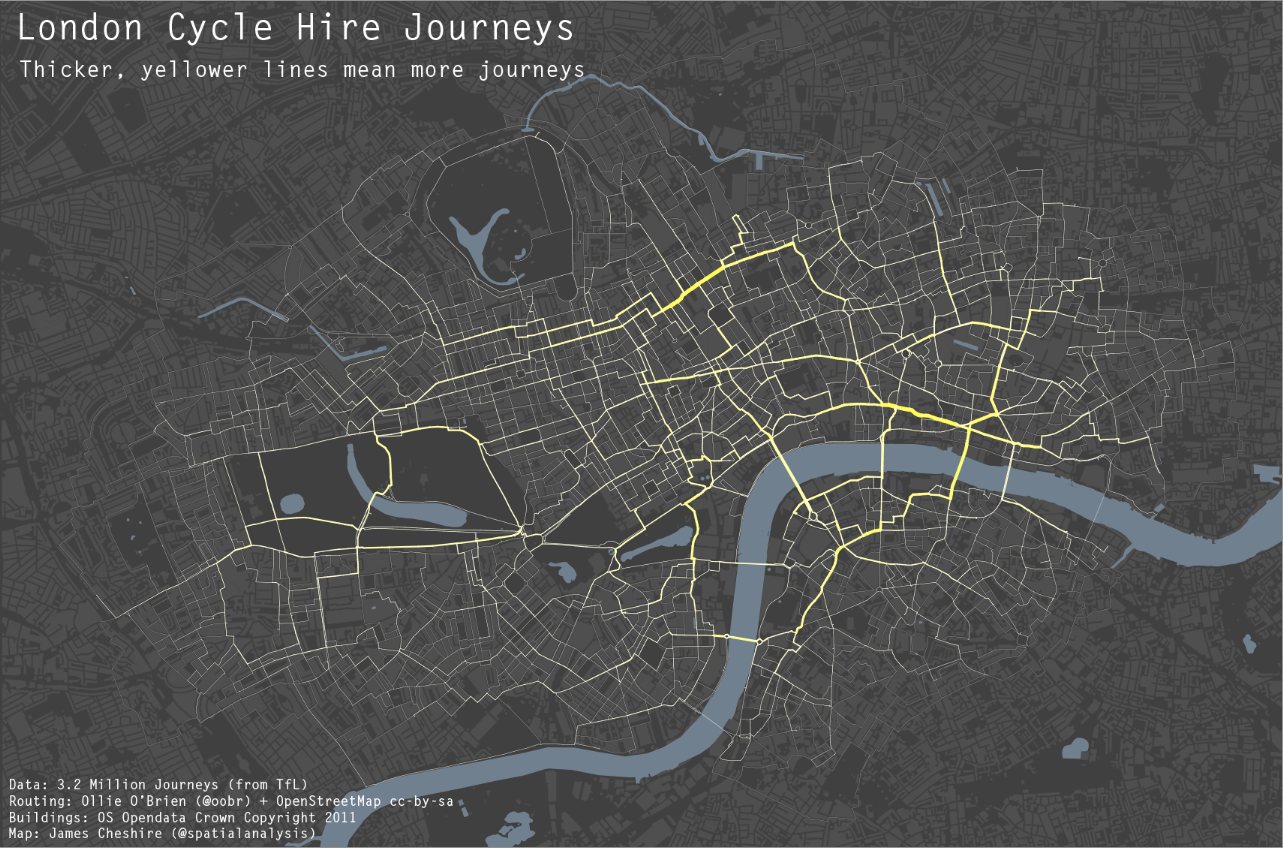 London Cycle Hire Journeys
Thicker, yellower lines mean more journeys
Data: 3.2 Million Journeys (from TfL)
Routing: Ollie O'Brien (@oobr) + OpenStreetMap cc-by-sa
Buildings: OS Opendata Crown Copyright 2011
Map: James Cheshire (@spatialanalysis)